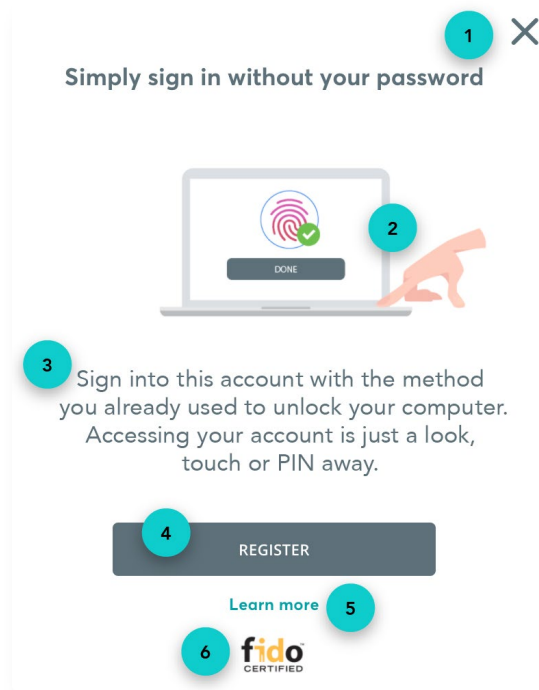 1
Simply sign in without your password
DONE
2
3
Sign into this account with the method
you already used to unlock your computer.
Accessing your account is just a look,
touch or PIN away.
4
REGISTER
Learn more
5
6
fido™
CERTIFIED